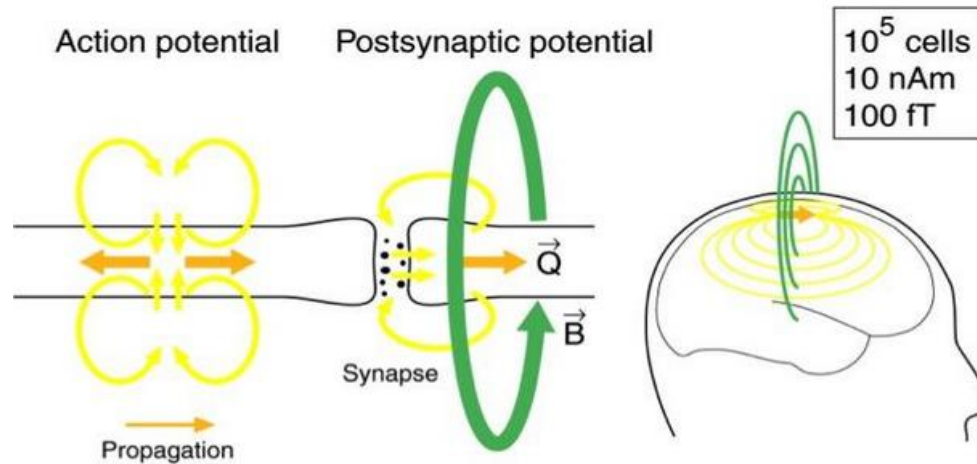 Action potential
Postsynaptic potential
10⁵ cells
10 nAm
100 fT
Q⃗
B⃗
Synapse
Propagation